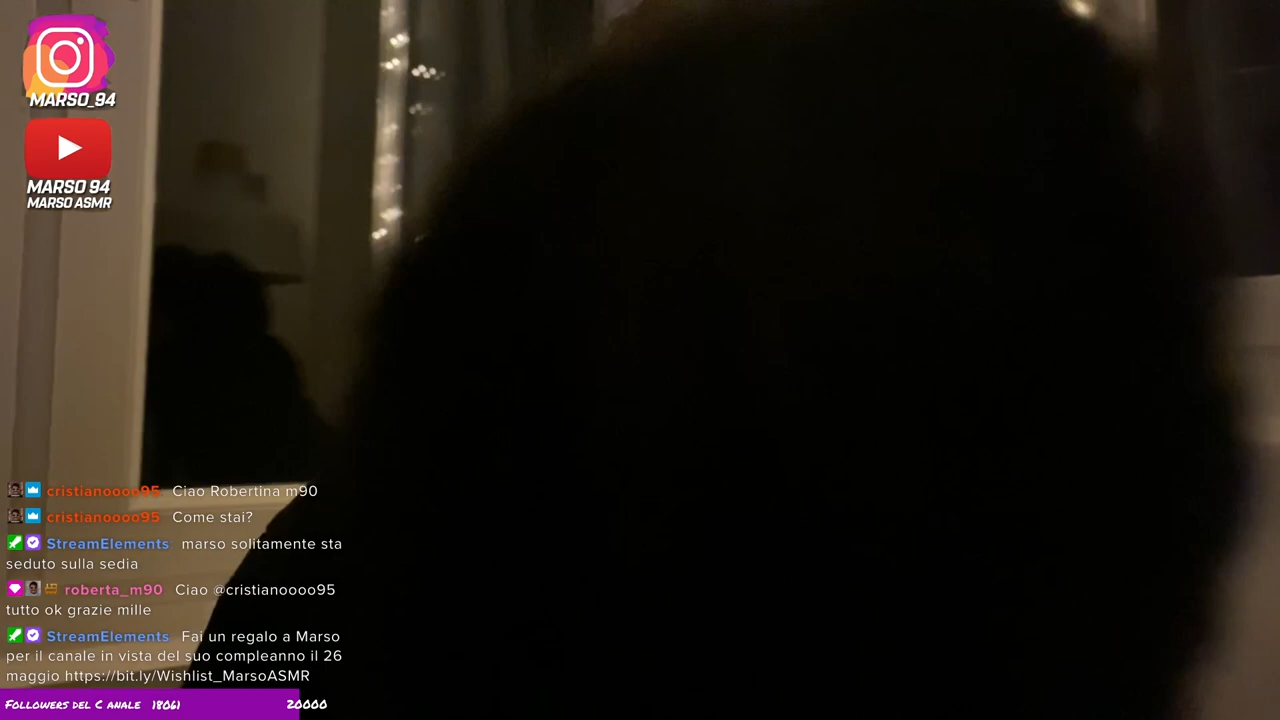 MARSO_94
MARSO 94
MARSO ASMR
cristianoooo95 Ciao Robertina m90
cristianoooo95 Come stai?
StreamElements marso solitamente sta
seduto sulla sedia
roberta_m90 Ciao @cristianoooo95
tutto ok grazie mille
StreamElements Fai un regalo a Marso
per il canale in vista del suo compleanno il 26
maggio https://bit.ly/Wishlist_MarsoASMR
Followers del Canale 18061 20000